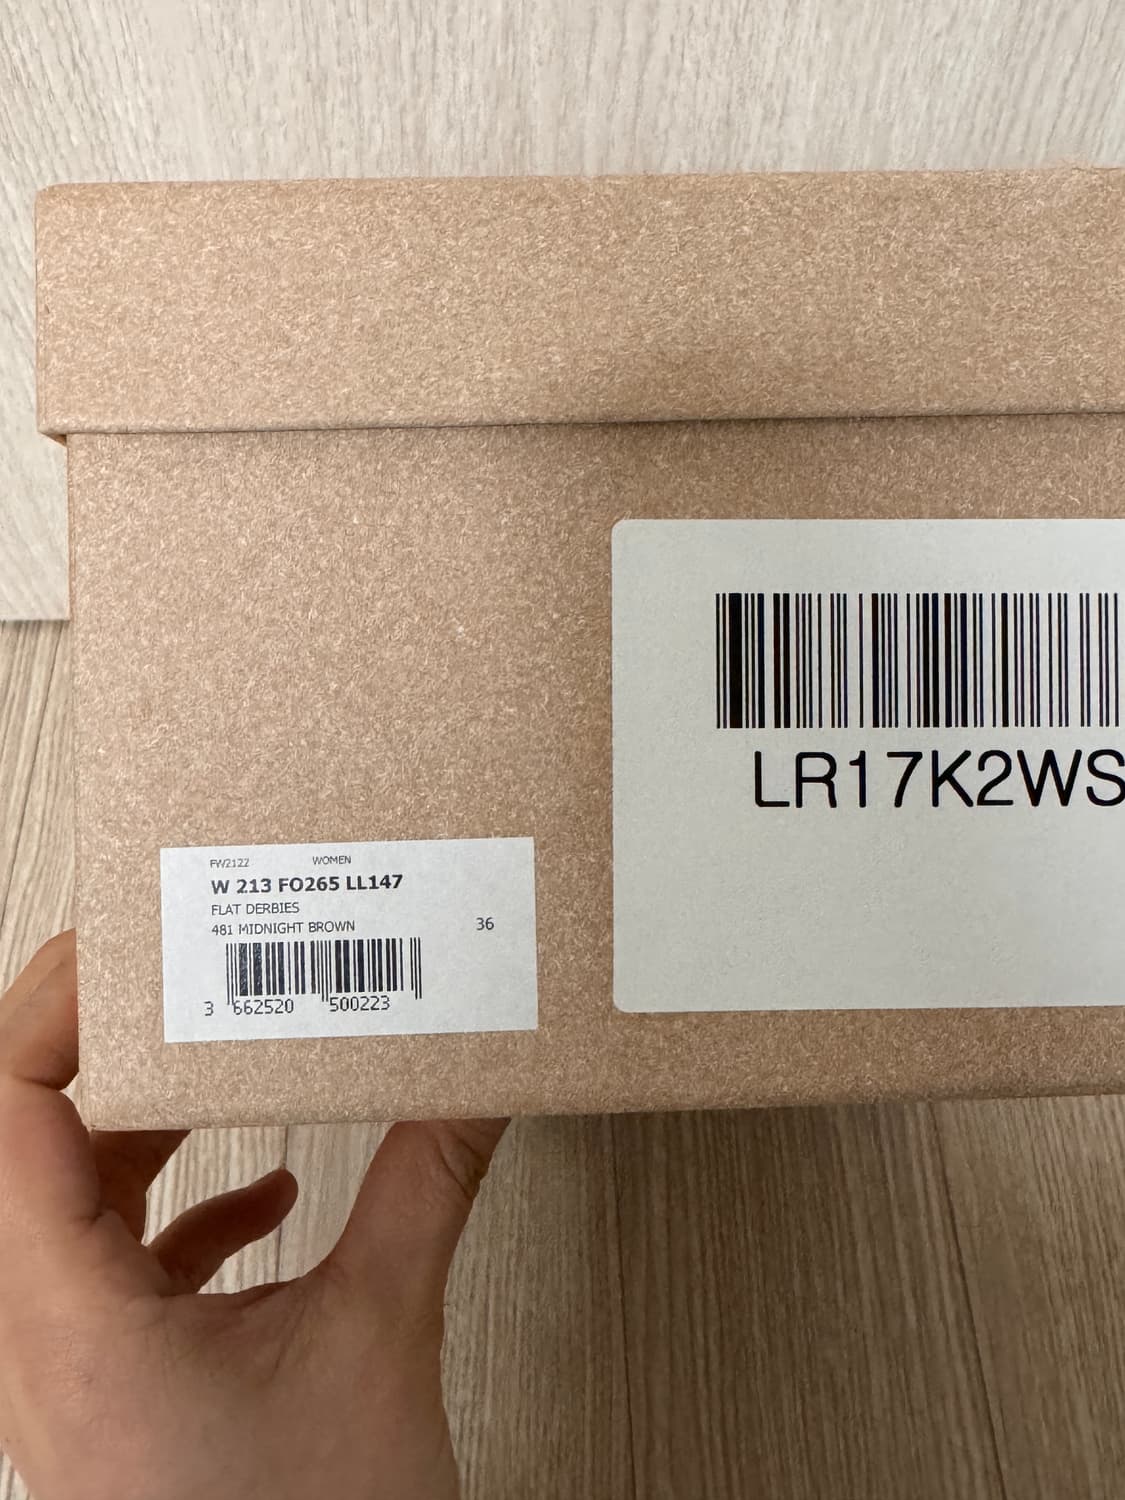 LR17K2WS
FW2122 WOMEN
W 213 FO265 LL147
FLAT DERBIES
481 MIDNIGHT BROWN 36
3 662520 500223